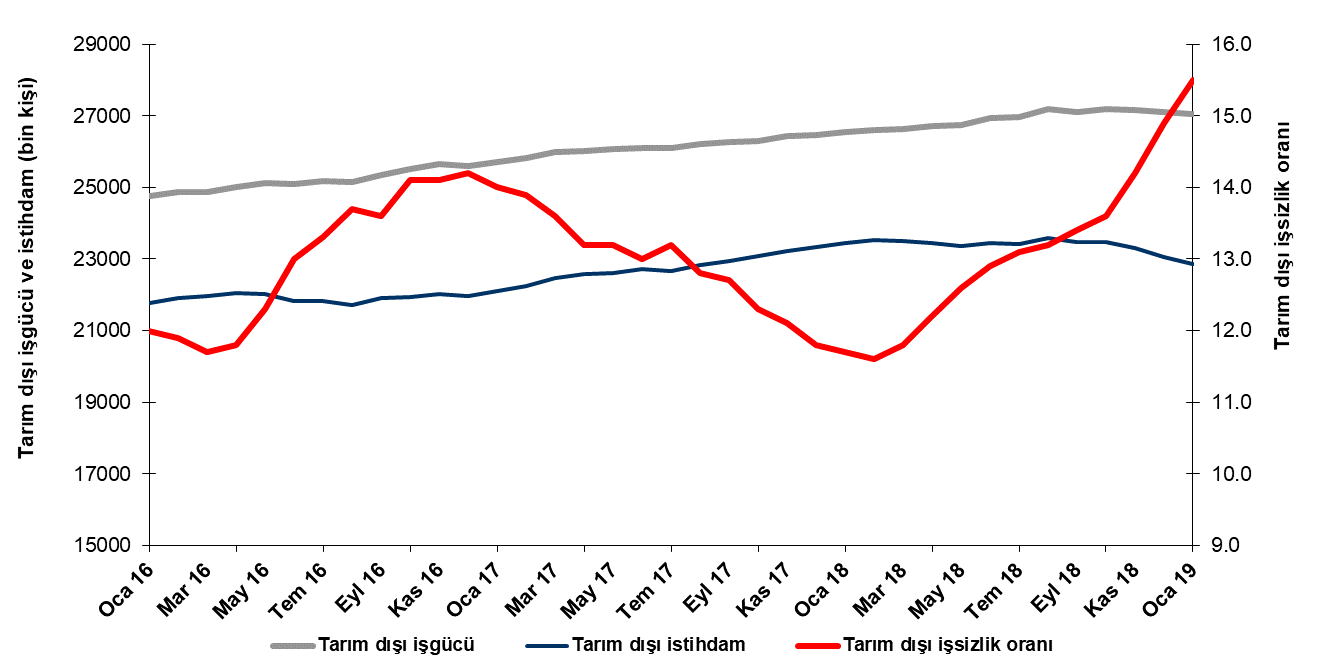 Tarım dışı işgücü ve istihdam (bin kişi)
29000
27000
25000
23000
21000
19000
17000
15000
16.0
15.0
14.0
13.0
12.0
11.0
10.0
9.0
Tarım dışı işsizlik oranı
Oca 16
Mar 16
May 16
Tem 16
Eyl 16
Kas 16
Oca 17
Mar 17
May 17
Tem 17
Eyl 17
Kas 17
Oca 18
Mar 18
May 18
Tem 18
Eyl 18
Kas 18
Oca 19
Tarım dışı işgücü
Tarım dışı istihdam
Tarım dışı işsizlik oranı